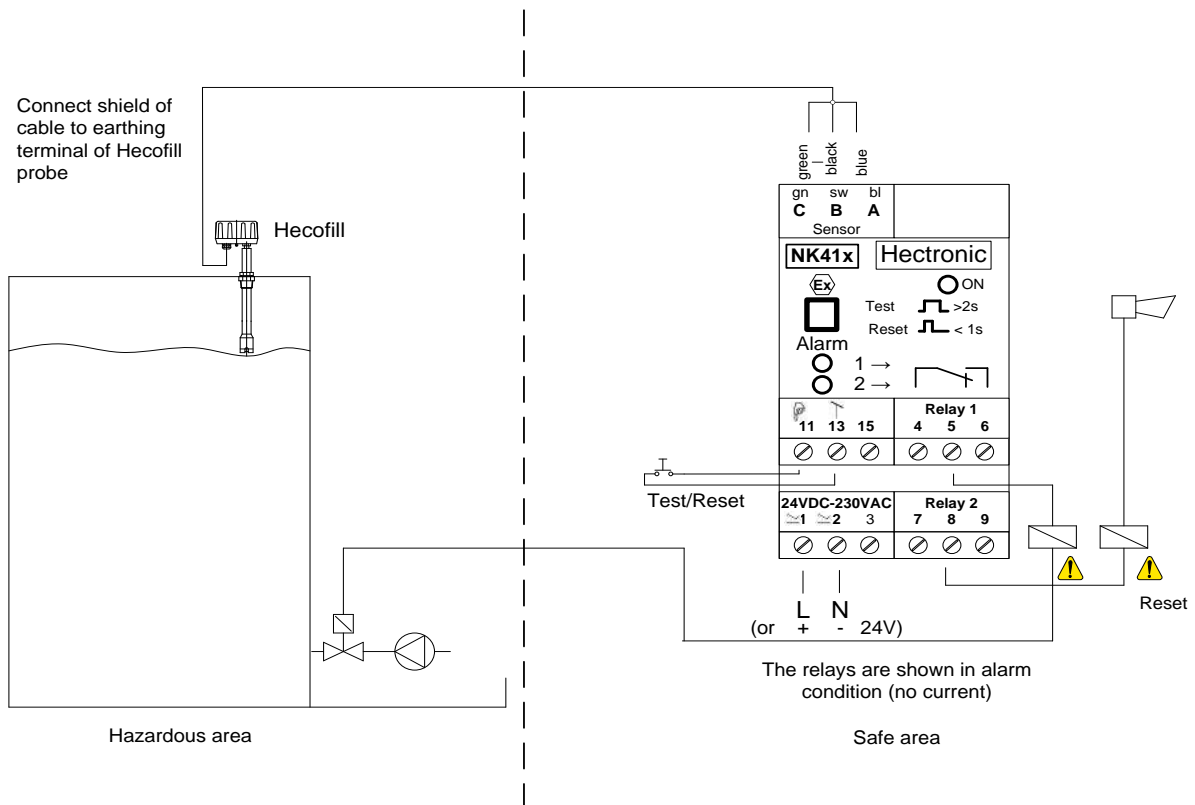 Connect shield of
cable to earthing
terminal of Hecofill
probe
Hecofill
green
black
blue
gn sw bl
C B A
Sensor
NK41x Hectronic
Ex
ON
Test >2s
Reset < 1s
Alarm
1 →
2 →
11 13 15
Relay 1
4 5 6
Test/Reset
24VDC-230VAC
1 2 3
Relay 2
7 8 9
L N
(or + - 24V)
Reset
The relays are shown in alarm
condition (no current)
Hazardous area
Safe area